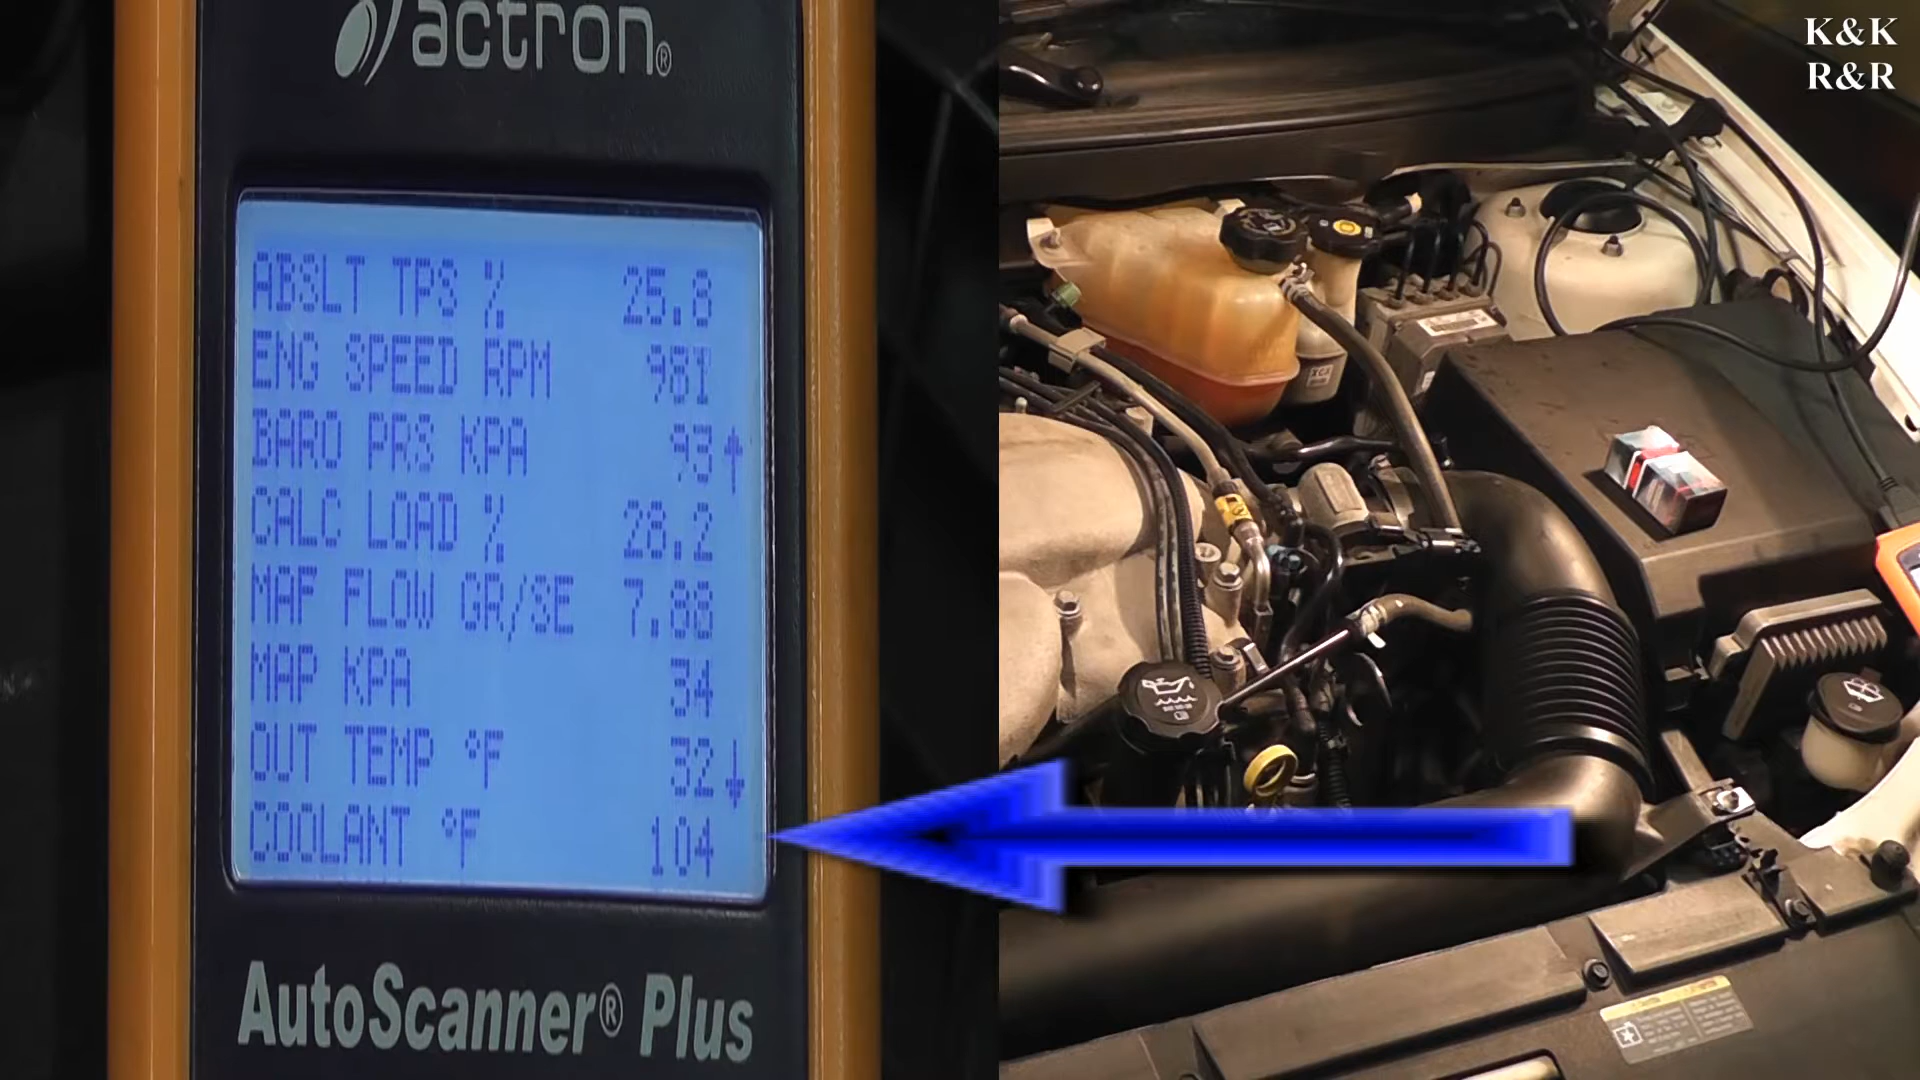 actron®
ABSLT TPS % 25.8
ENG SPEED RPM 981
BARO PRS KPA 93↑
CALC LOAD % 28.2
MAF FLOW GR/SE 7.88
MAP KPA 34
OUT TEMP °F 32↓
COOLANT °F 104
AutoScanner® Plus
K&K
R&R